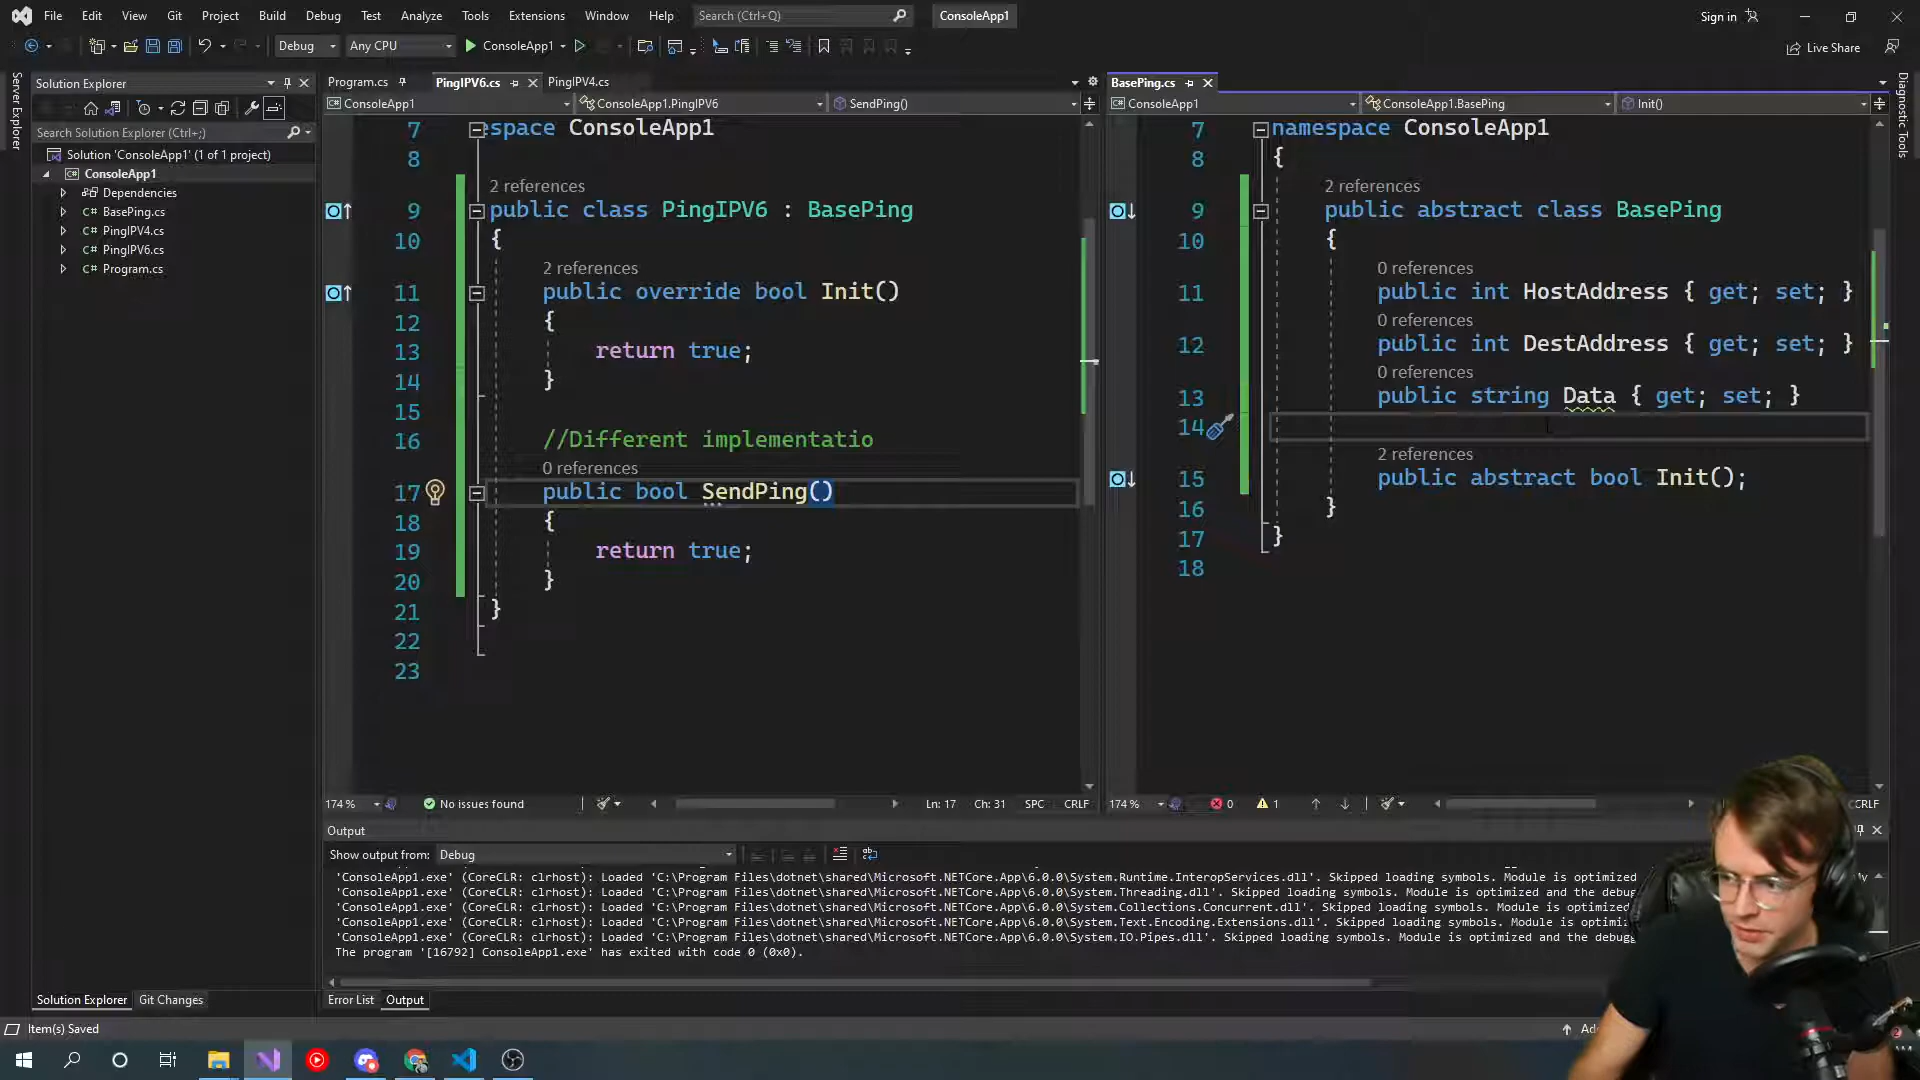 File Edit View Git Project Build Debug Test Analyze Tools Extensions Window Help Search (Ctrl+Q) ConsoleApp1 Sign in
Debug Any CPU ConsoleApp1 Live Share
Server Explorer
Solution Explorer
Search Solution Explorer (Ctrl+;)
Solution 'ConsoleApp1' (1 of 1 project)
ConsoleApp1
Dependencies
C# BasePing.cs
C# PingIPV4.cs
C# PingIPV6.cs
C# Program.cs
Program.cs PingIPV6.cs PingIPV4.cs
ConsoleApp1 ConsoleApp1.PingIPV6 SendPing()
7 espace ConsoleApp1
8
2 references
9 public class PingIPV6 : BasePing
10 {
2 references
11 public override bool Init()
12 {
13 return true;
14 }
15
16 //Different implementatio
0 references
17 public bool SendPing()
18 {
19 return true;
20 }
21 }
22
23
174 % No issues found Ln: 17 Ch: 31 SPC CRLF
BasePing.cs
ConsoleApp1 ConsoleApp1.BasePing Init()
7 namespace ConsoleApp1
8 {
2 references
9 public abstract class BasePing
10 {
0 references
11 public int HostAddress { get; set; }
0 references
12 public int DestAddress { get; set; }
0 references
13 public string Data { get; set; }
14
2 references
15 public abstract bool Init();
16 }
17 }
18
174 % 0 1 CRLF
Diagnostic Tools
Output
Show output from: Debug
'ConsoleApp1.exe' (CoreCLR: clrhost): Loaded 'C:\Program Files\dotnet\shared\Microsoft.NETCore.App\6.0.0\System.Runtime.InteropServices.dll'. Skipped loading symbols. Module is optimized
'ConsoleApp1.exe' (CoreCLR: clrhost): Loaded 'C:\Program Files\dotnet\shared\Microsoft.NETCore.App\6.0.0\System.Threading.dll'. Skipped loading symbols. Module is optimized and the debug
'ConsoleApp1.exe' (CoreCLR: clrhost): Loaded 'C:\Program Files\dotnet\shared\Microsoft.NETCore.App\6.0.0\System.Collections.Concurrent.dll'. Skipped loading symbols. Module is optimized
'ConsoleApp1.exe' (CoreCLR: clrhost): Loaded 'C:\Program Files\dotnet\shared\Microsoft.NETCore.App\6.0.0\System.Text.Encoding.Extensions.dll'. Skipped loading symbols. Module is optimi
'ConsoleApp1.exe' (CoreCLR: clrhost): Loaded 'C:\Program Files\dotnet\shared\Microsoft.NETCore.App\6.0.0\System.IO.Pipes.dll'. Skipped loading symbols. Module is optimized and the debugg
The program '[16792] ConsoleApp1.exe' has exited with code 0 (0x0).
Solution Explorer Git Changes Error List Output
Item(s) Saved